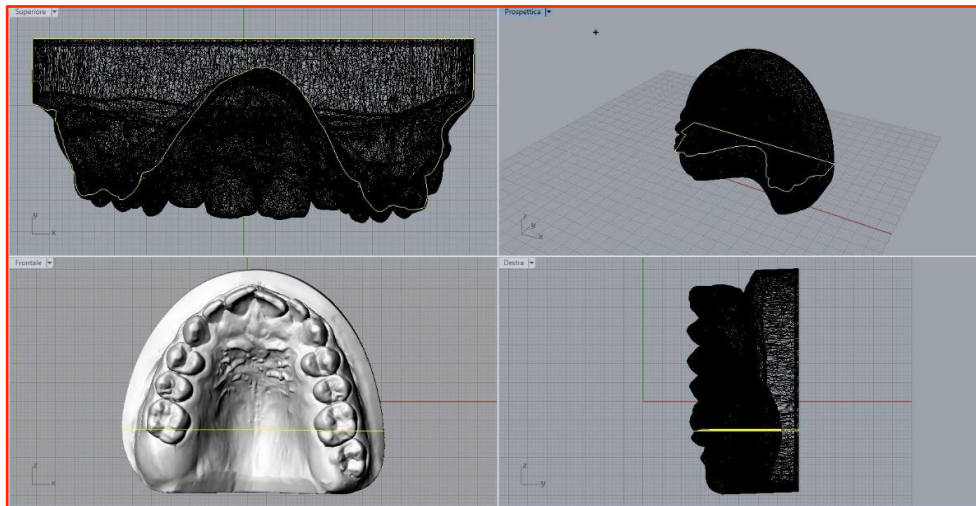 Superiore
Prospettica
y
x
z
y
x
Frontale
Destra
z
x
z
y